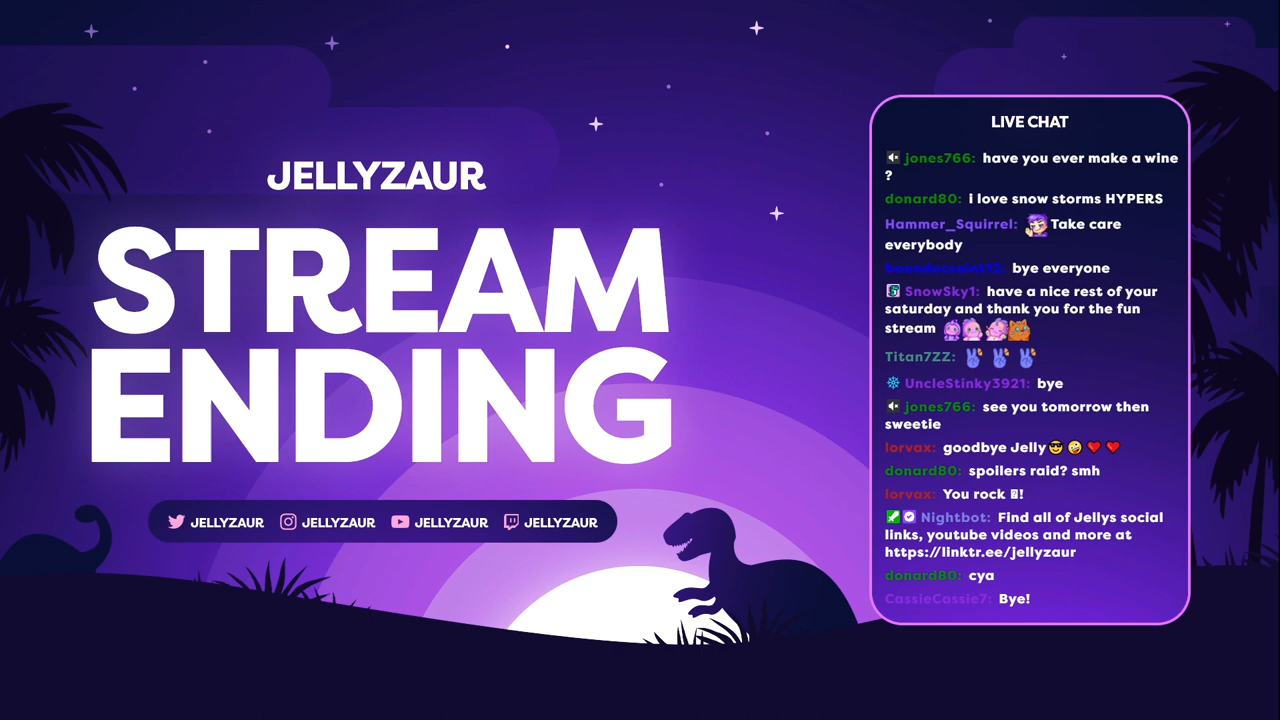 JELLYZAUR
STREAM
ENDING
JELLYZAUR JELLYZAUR JELLYZAUR JELLYZAUR
LIVE CHAT
jones766: have you ever make a wine
?
donard80: i love snow storms HYPERS
Hammer_Squirrel: Take care
everybody
bye everyone
SnowSky1: have a nice rest of your
saturday and thank you for the fun
stream
Titan7ZZ:
UncleStinky3921: bye
jones766: see you tomorrow then
sweetie
lorvax: goodbye Jelly
donard80: spoilers raid? smh
lorvax: You rock !
Nightbot: Find all of Jellys social
links, youtube videos and more at
https://linktr.ee/jellyzaur
donard80: cya
CassieCassie7: Bye!